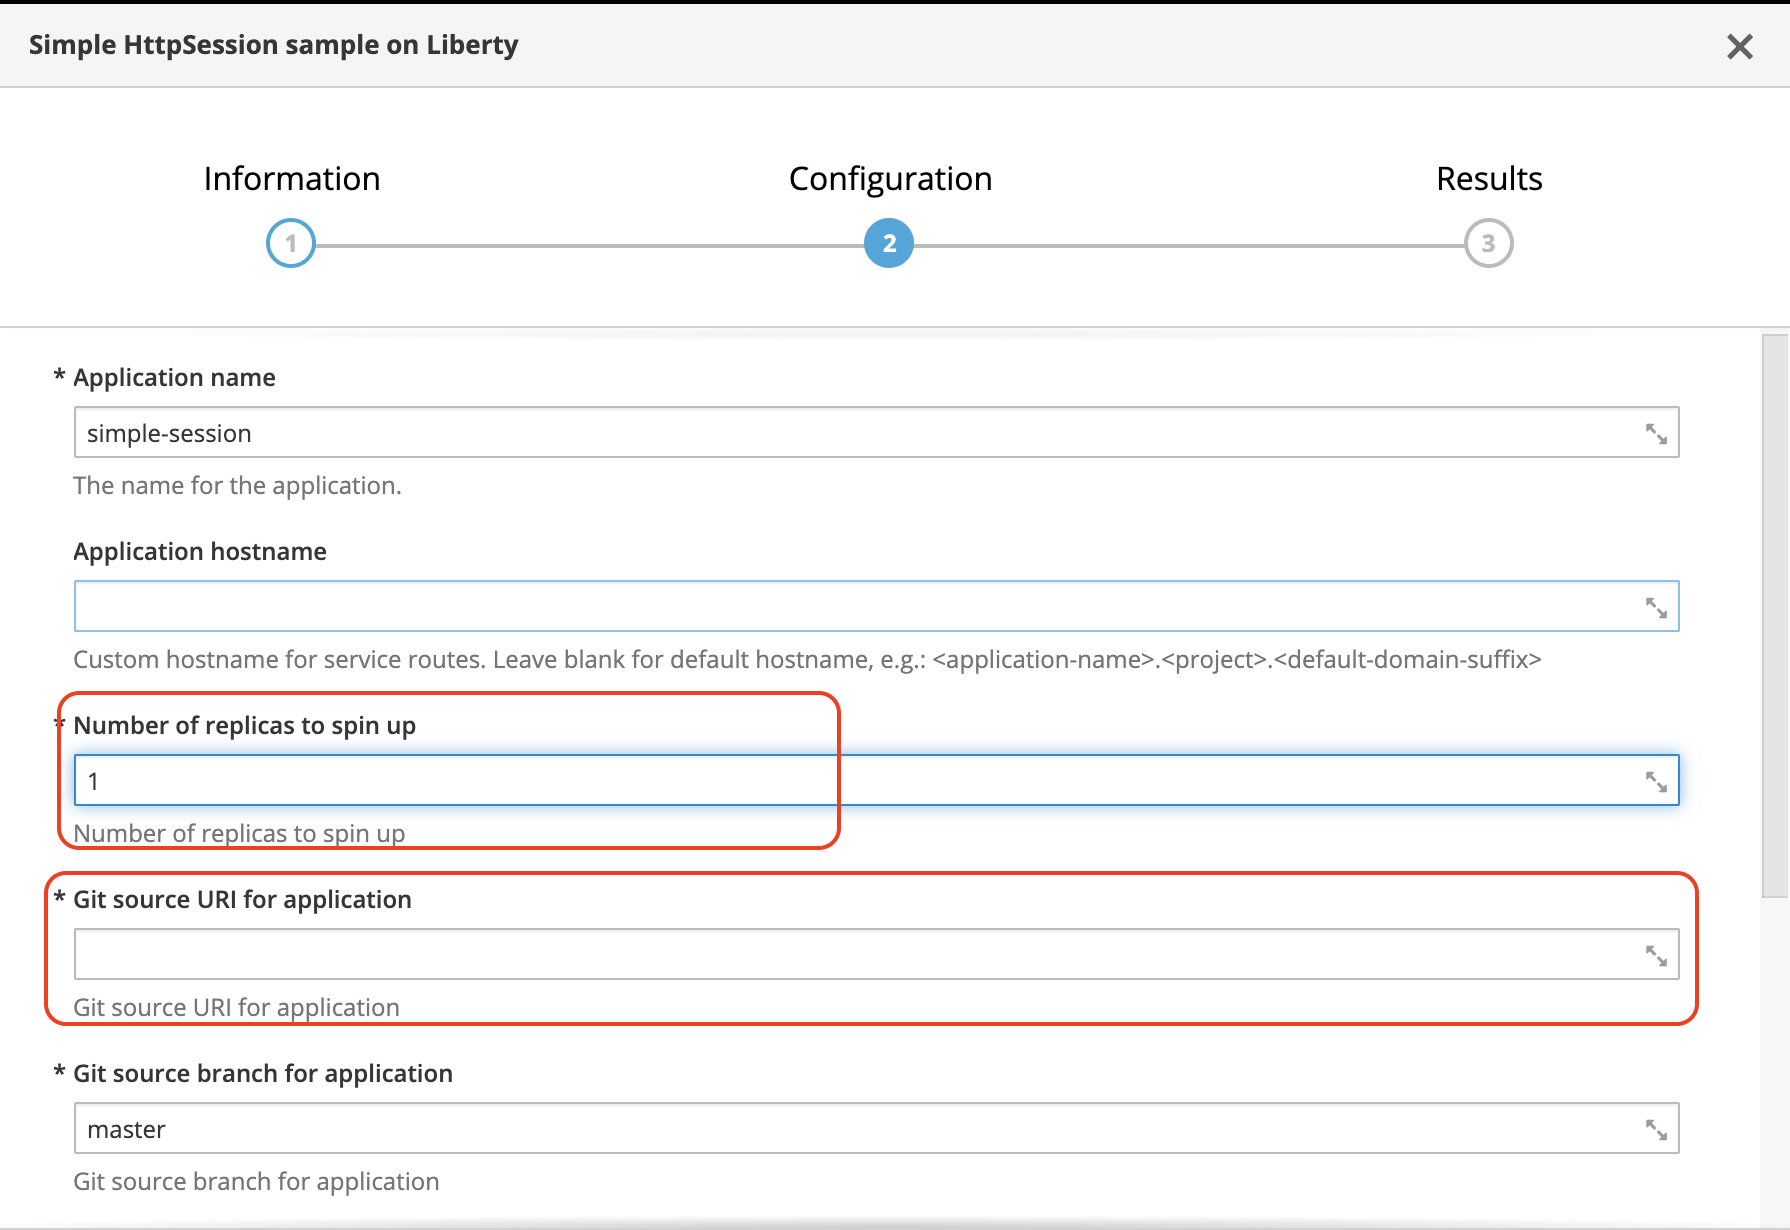 Simple HttpSession sample on Liberty
Information
Configuration
Results
1
2
3
* Application name
simple-session
The name for the application.
Application hostname
Custom hostname for service routes. Leave blank for default hostname, e.g.: <application-name>.<project>.<default-domain-suffix>
* Number of replicas to spin up
1
Number of replicas to spin up
* Git source URI for application
Git source URI for application
* Git source branch for application
master
Git source branch for application